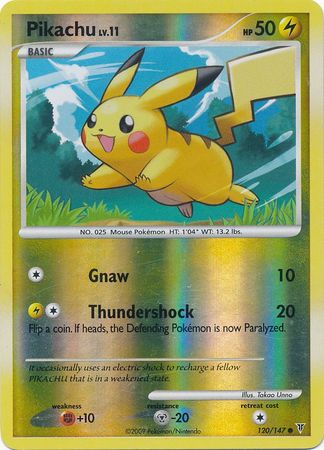 Pikachu LV.11 HP 50
BASIC
NO. 025 Mouse Pokémon HT: 1'04" WT: 13.2 lbs.
Gnaw 10
Thundershock 20
Flip a coin. If heads, the Defending Pokémon is now Paralyzed.
It occasionally uses an electric shock to recharge a fellow
PIKACHU that is in a weakened state.
Illus. Takao Unno
weakness resistance retreat cost
+10 -20
©2009 Pokémon/Nintendo 120/147